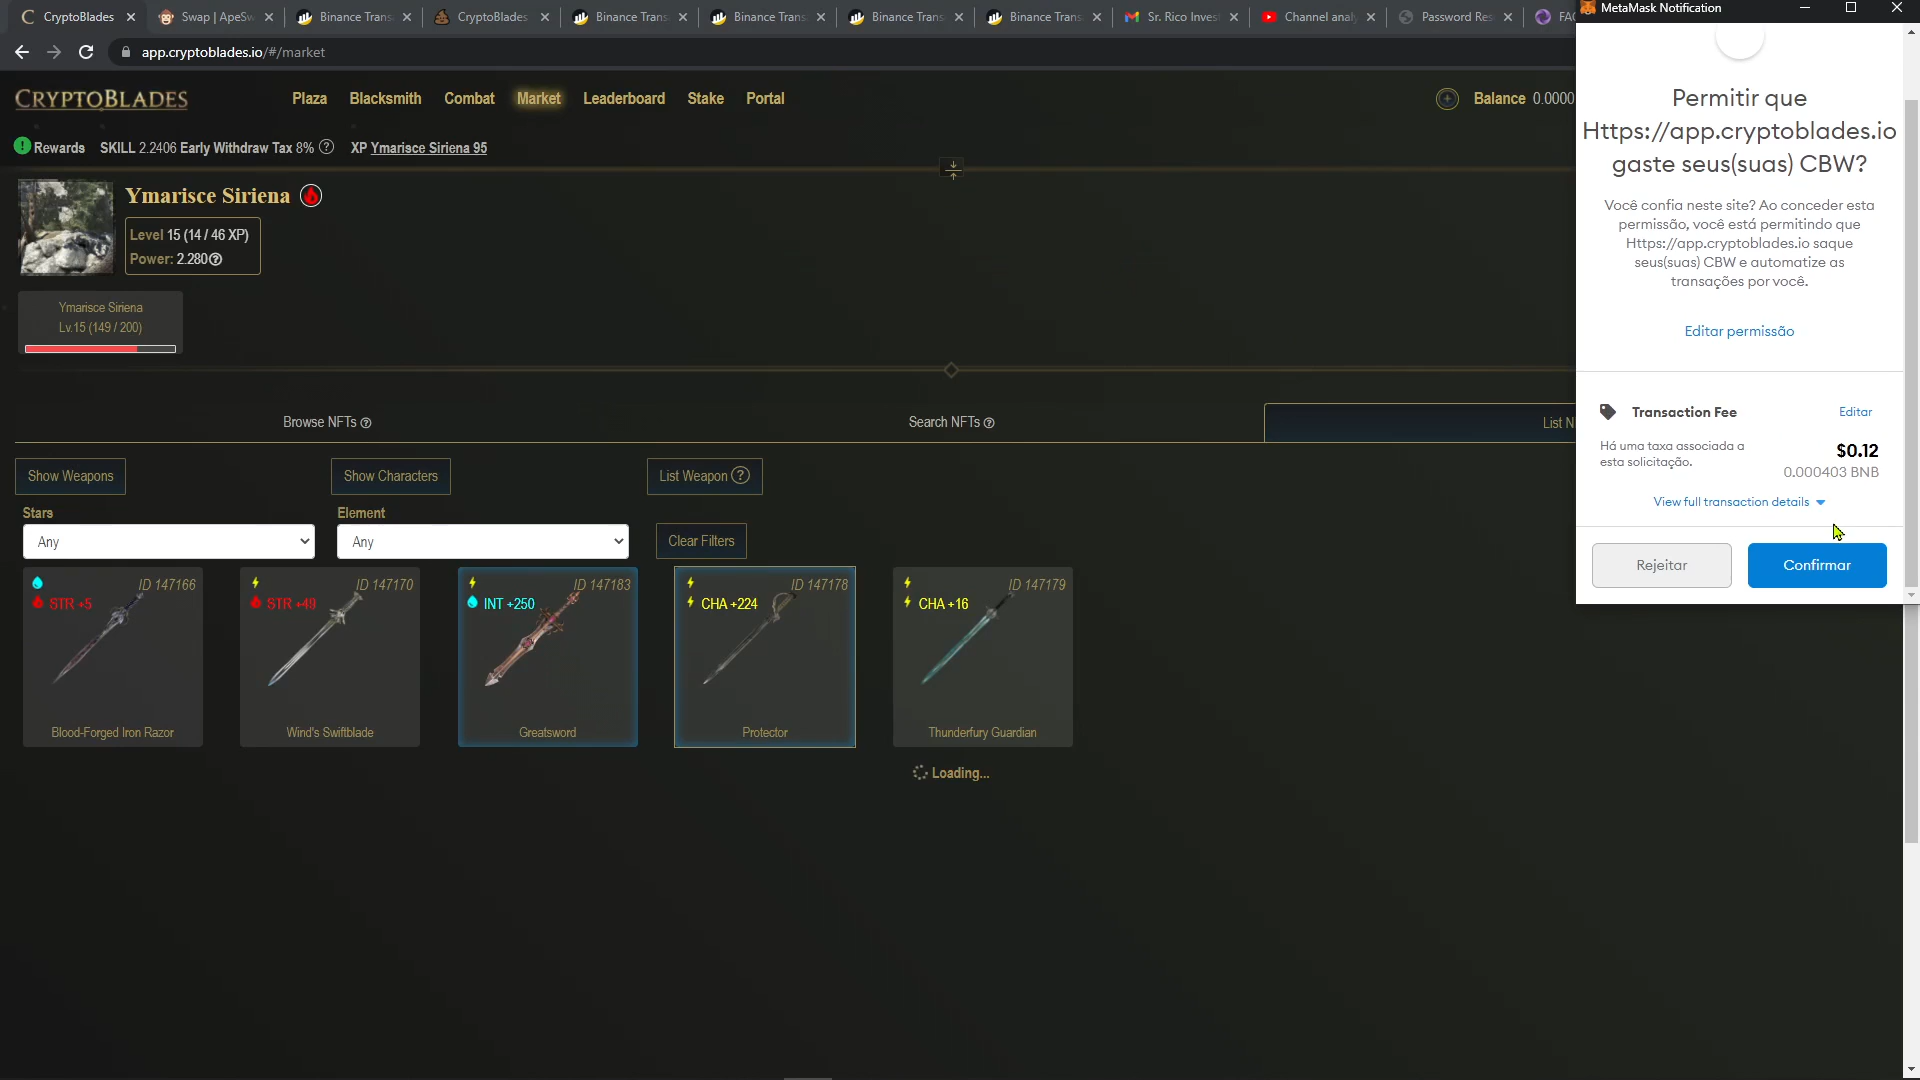 CryptoBlades
Swap | ApeSw
Binance Trans
CryptoBlades
Binance Trans
Binance Trans
Binance Trans
Binance Trans
Sr. Rico Invest
Channel analy
Password Res
FAQ
MetaMask Notification
app.cryptoblades.io/#/market
CRYPTOBLADES
Plaza
Blacksmith
Combat
Market
Leaderboard
Stake
Portal
Balance 0.0000
Rewards SKILL 2.2406 Early Withdraw Tax 8% ? XP Ymarisce Siriena 95
Ymarisce Siriena
Level 15 (14 / 46 XP)
Power: 2.280
Ymarisce Siriena
Lv.15 (149 / 200)
Browse NFTs
Search NFTs
List N
Show Weapons
Show Characters
List Weapon ?
Stars
Element
Any
Any
Clear Filters
ID 147166
STR +5
Blood-Forged Iron Razor
ID 147170
STR +49
Wind's Swiftblade
ID 147183
INT +250
Greatsword
ID 147178
CHA +224
Protector
ID 147179
CHA +16
Thunderfury Guardian
Loading...
Permitir que
Https://app.cryptoblades.io
gaste seus(suas) CBW?
Você confia neste site? Ao conceder esta
permissão, você está permitindo que
Https://app.cryptoblades.io saque
seus(suas) CBW e automatize as
transações por você.
Editar permissão
Transaction Fee
Editar
Há uma taxa associada a
esta solicitação.
$0.12
0.000403 BNB
View full transaction details
Rejeitar
Confirmar